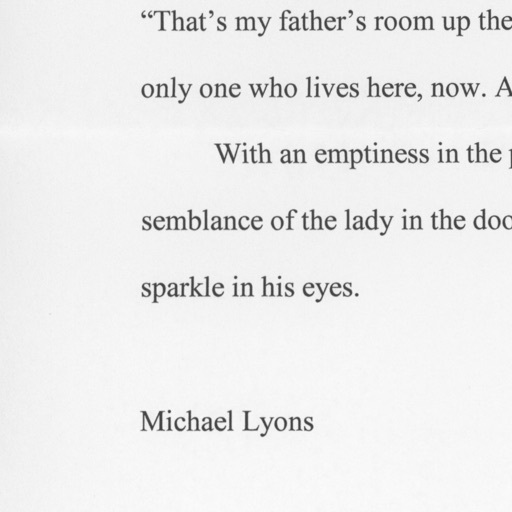 “That’s my father’s room up the
only one who lives here, now. A
With an emptiness in the
semblance of the lady in the doo
sparkle in his eyes.
Michael Lyons